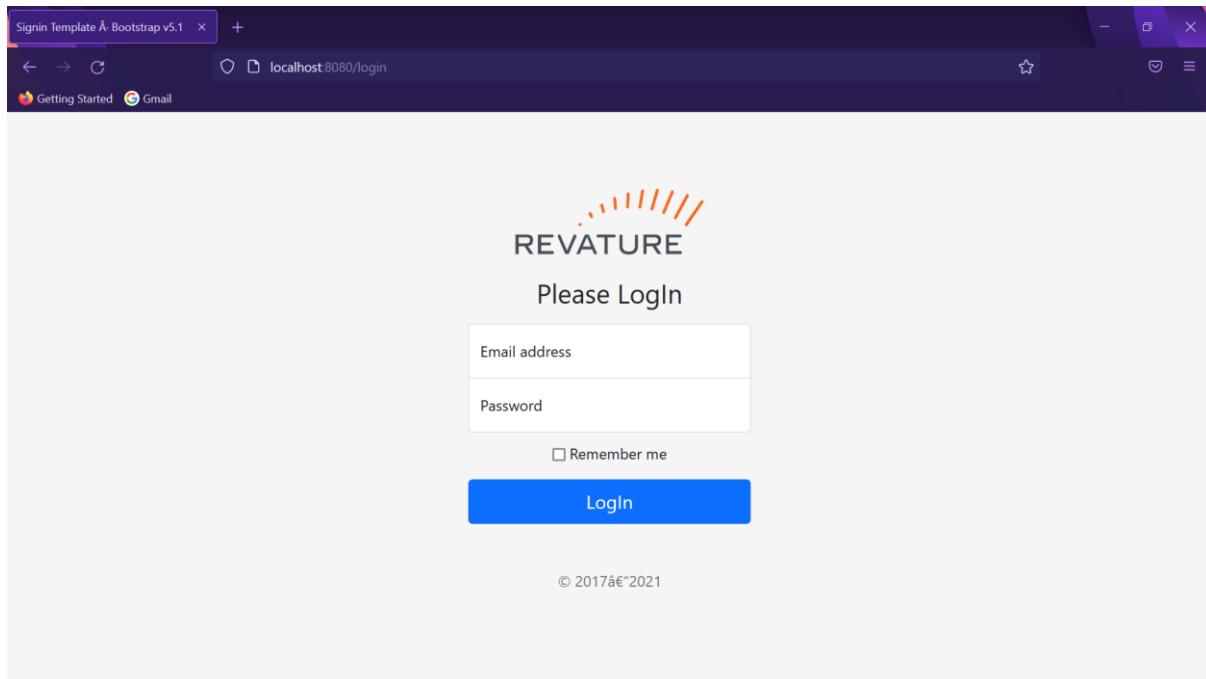 Signin Template Â· Bootstrap v5.1
localhost:8080/login
Getting Started Gmail
REVATURE
Please LogIn
Email address
Password
Remember me
LogIn
© 2017â€“2021